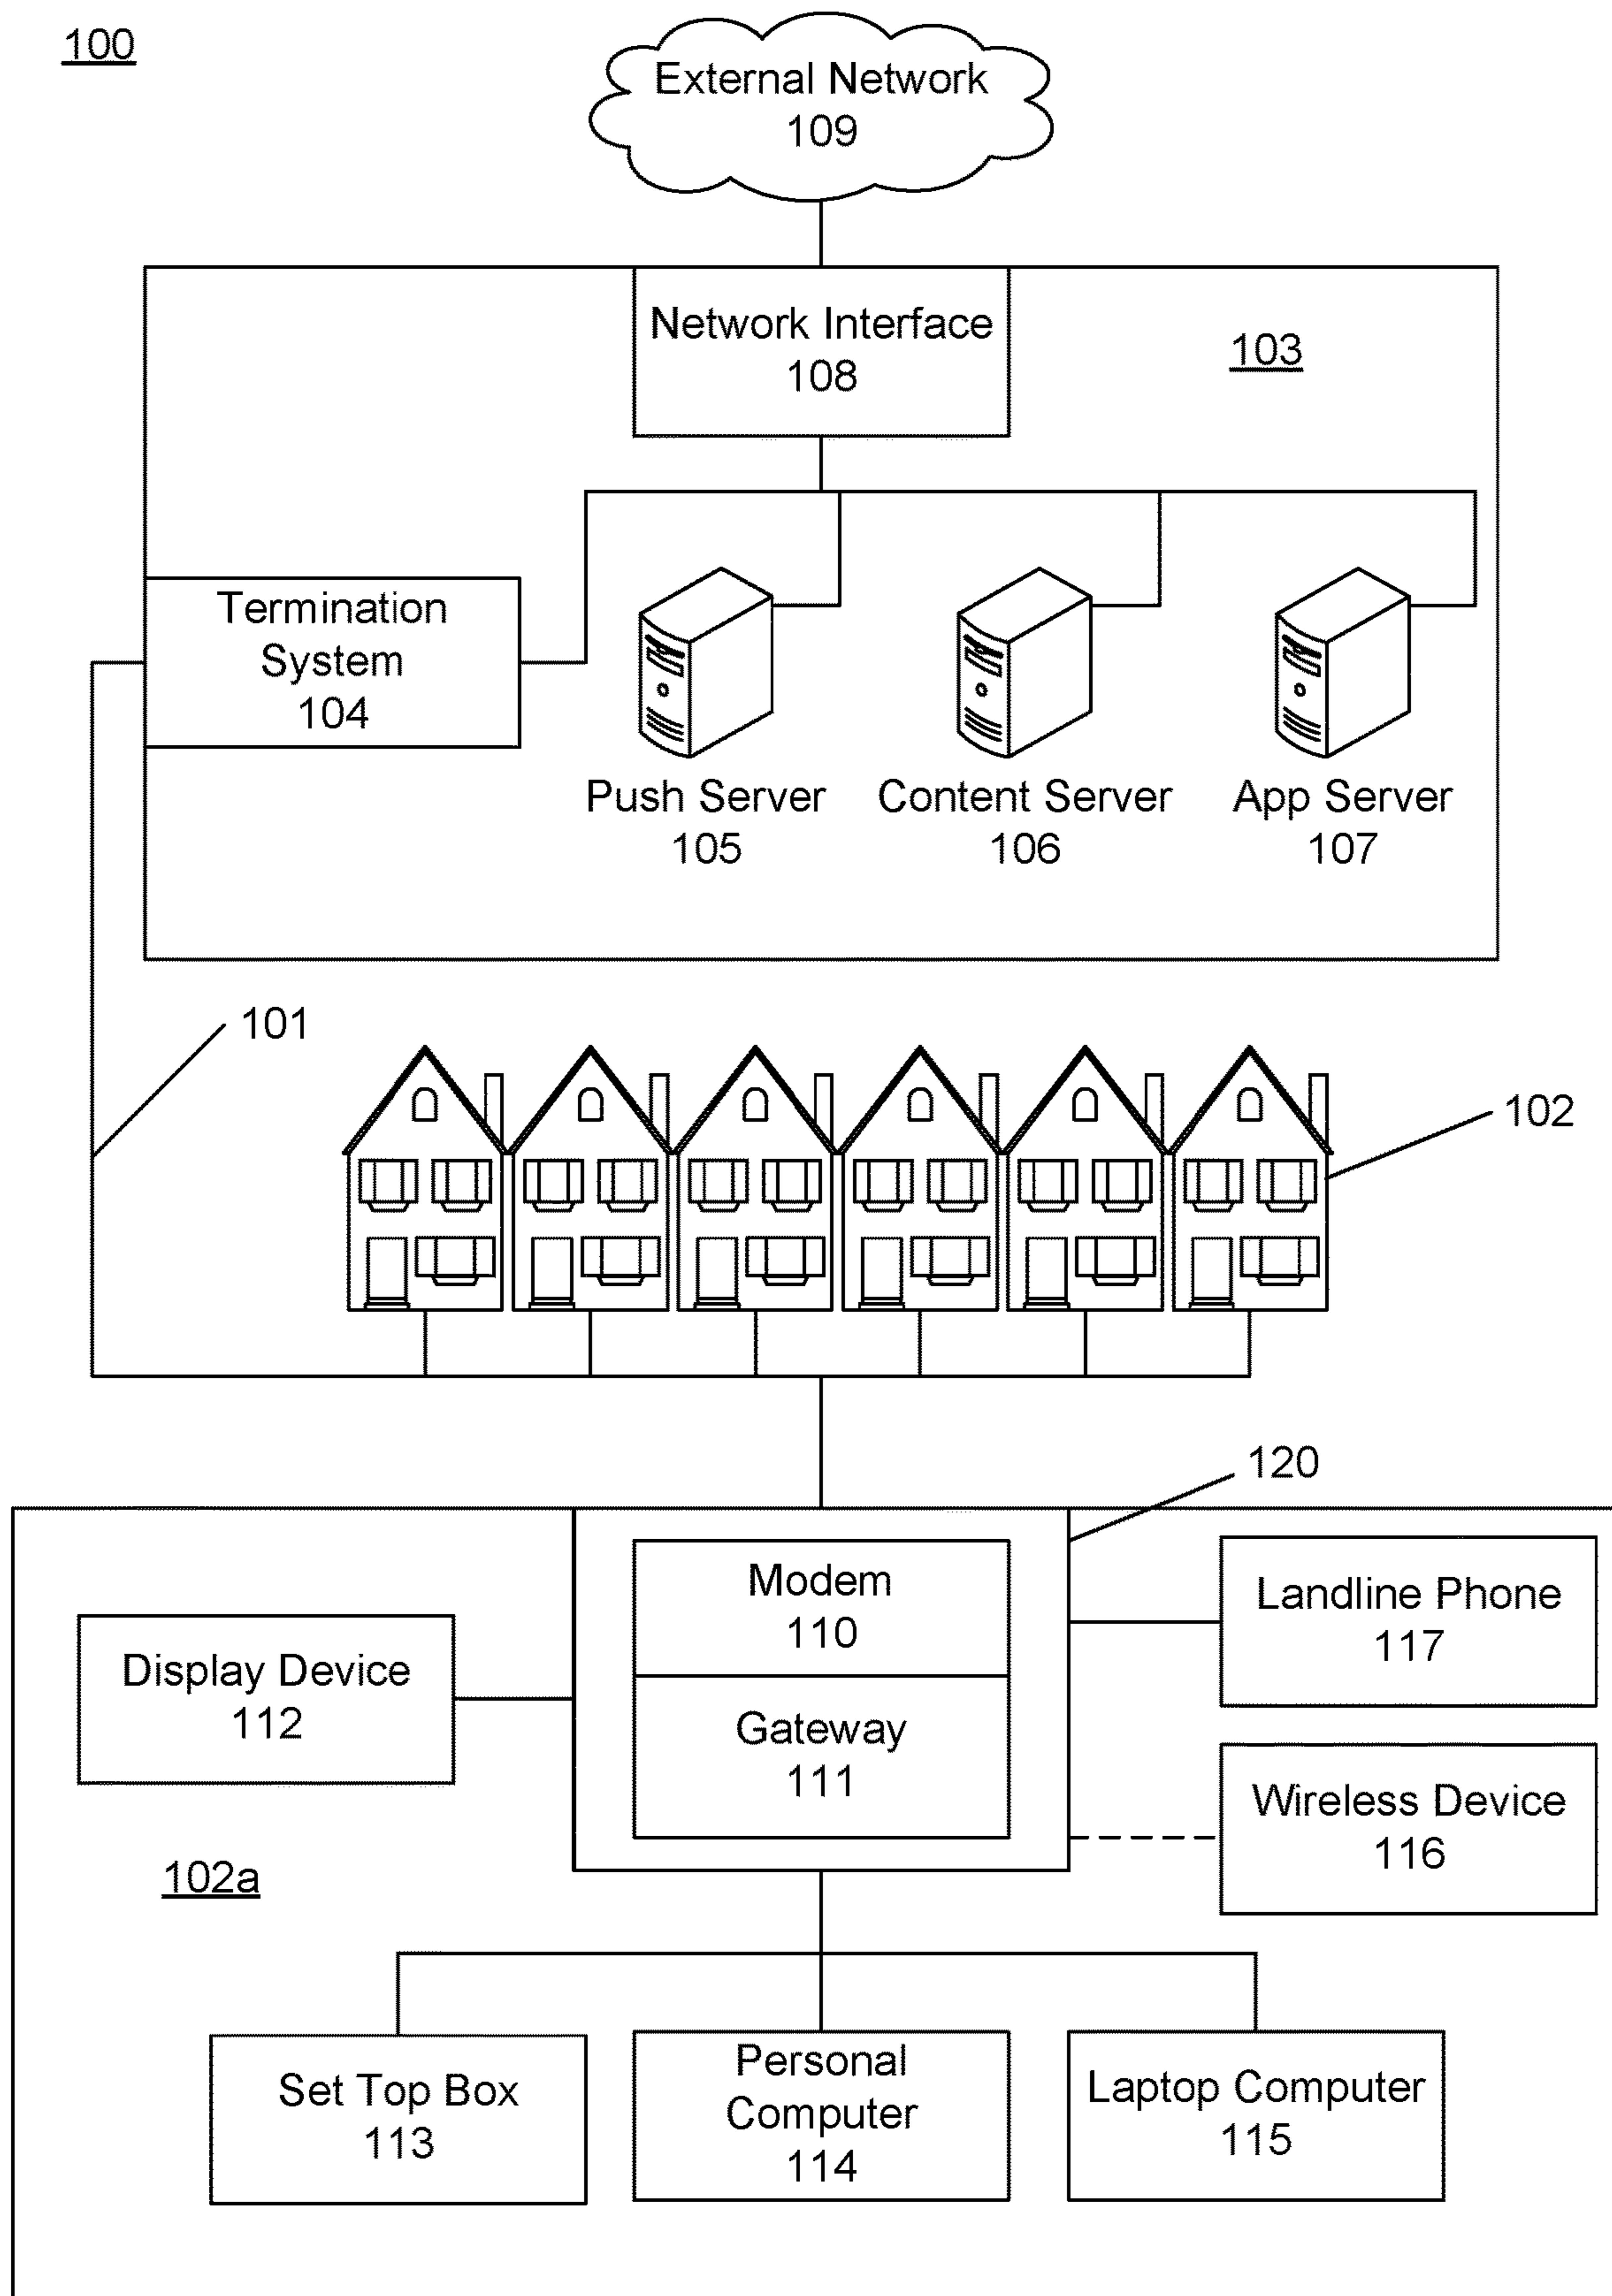 100
External Network
109
Network Interface
108
103
Termination
System
104
Push Server
105
Content Server
106
App Server
107
101
102
120
Modem
110
Landline Phone
117
Display Device
112
Gateway
111
Wireless Device
116
102a
Set Top Box
113
Personal
Computer
114
Laptop Computer
115